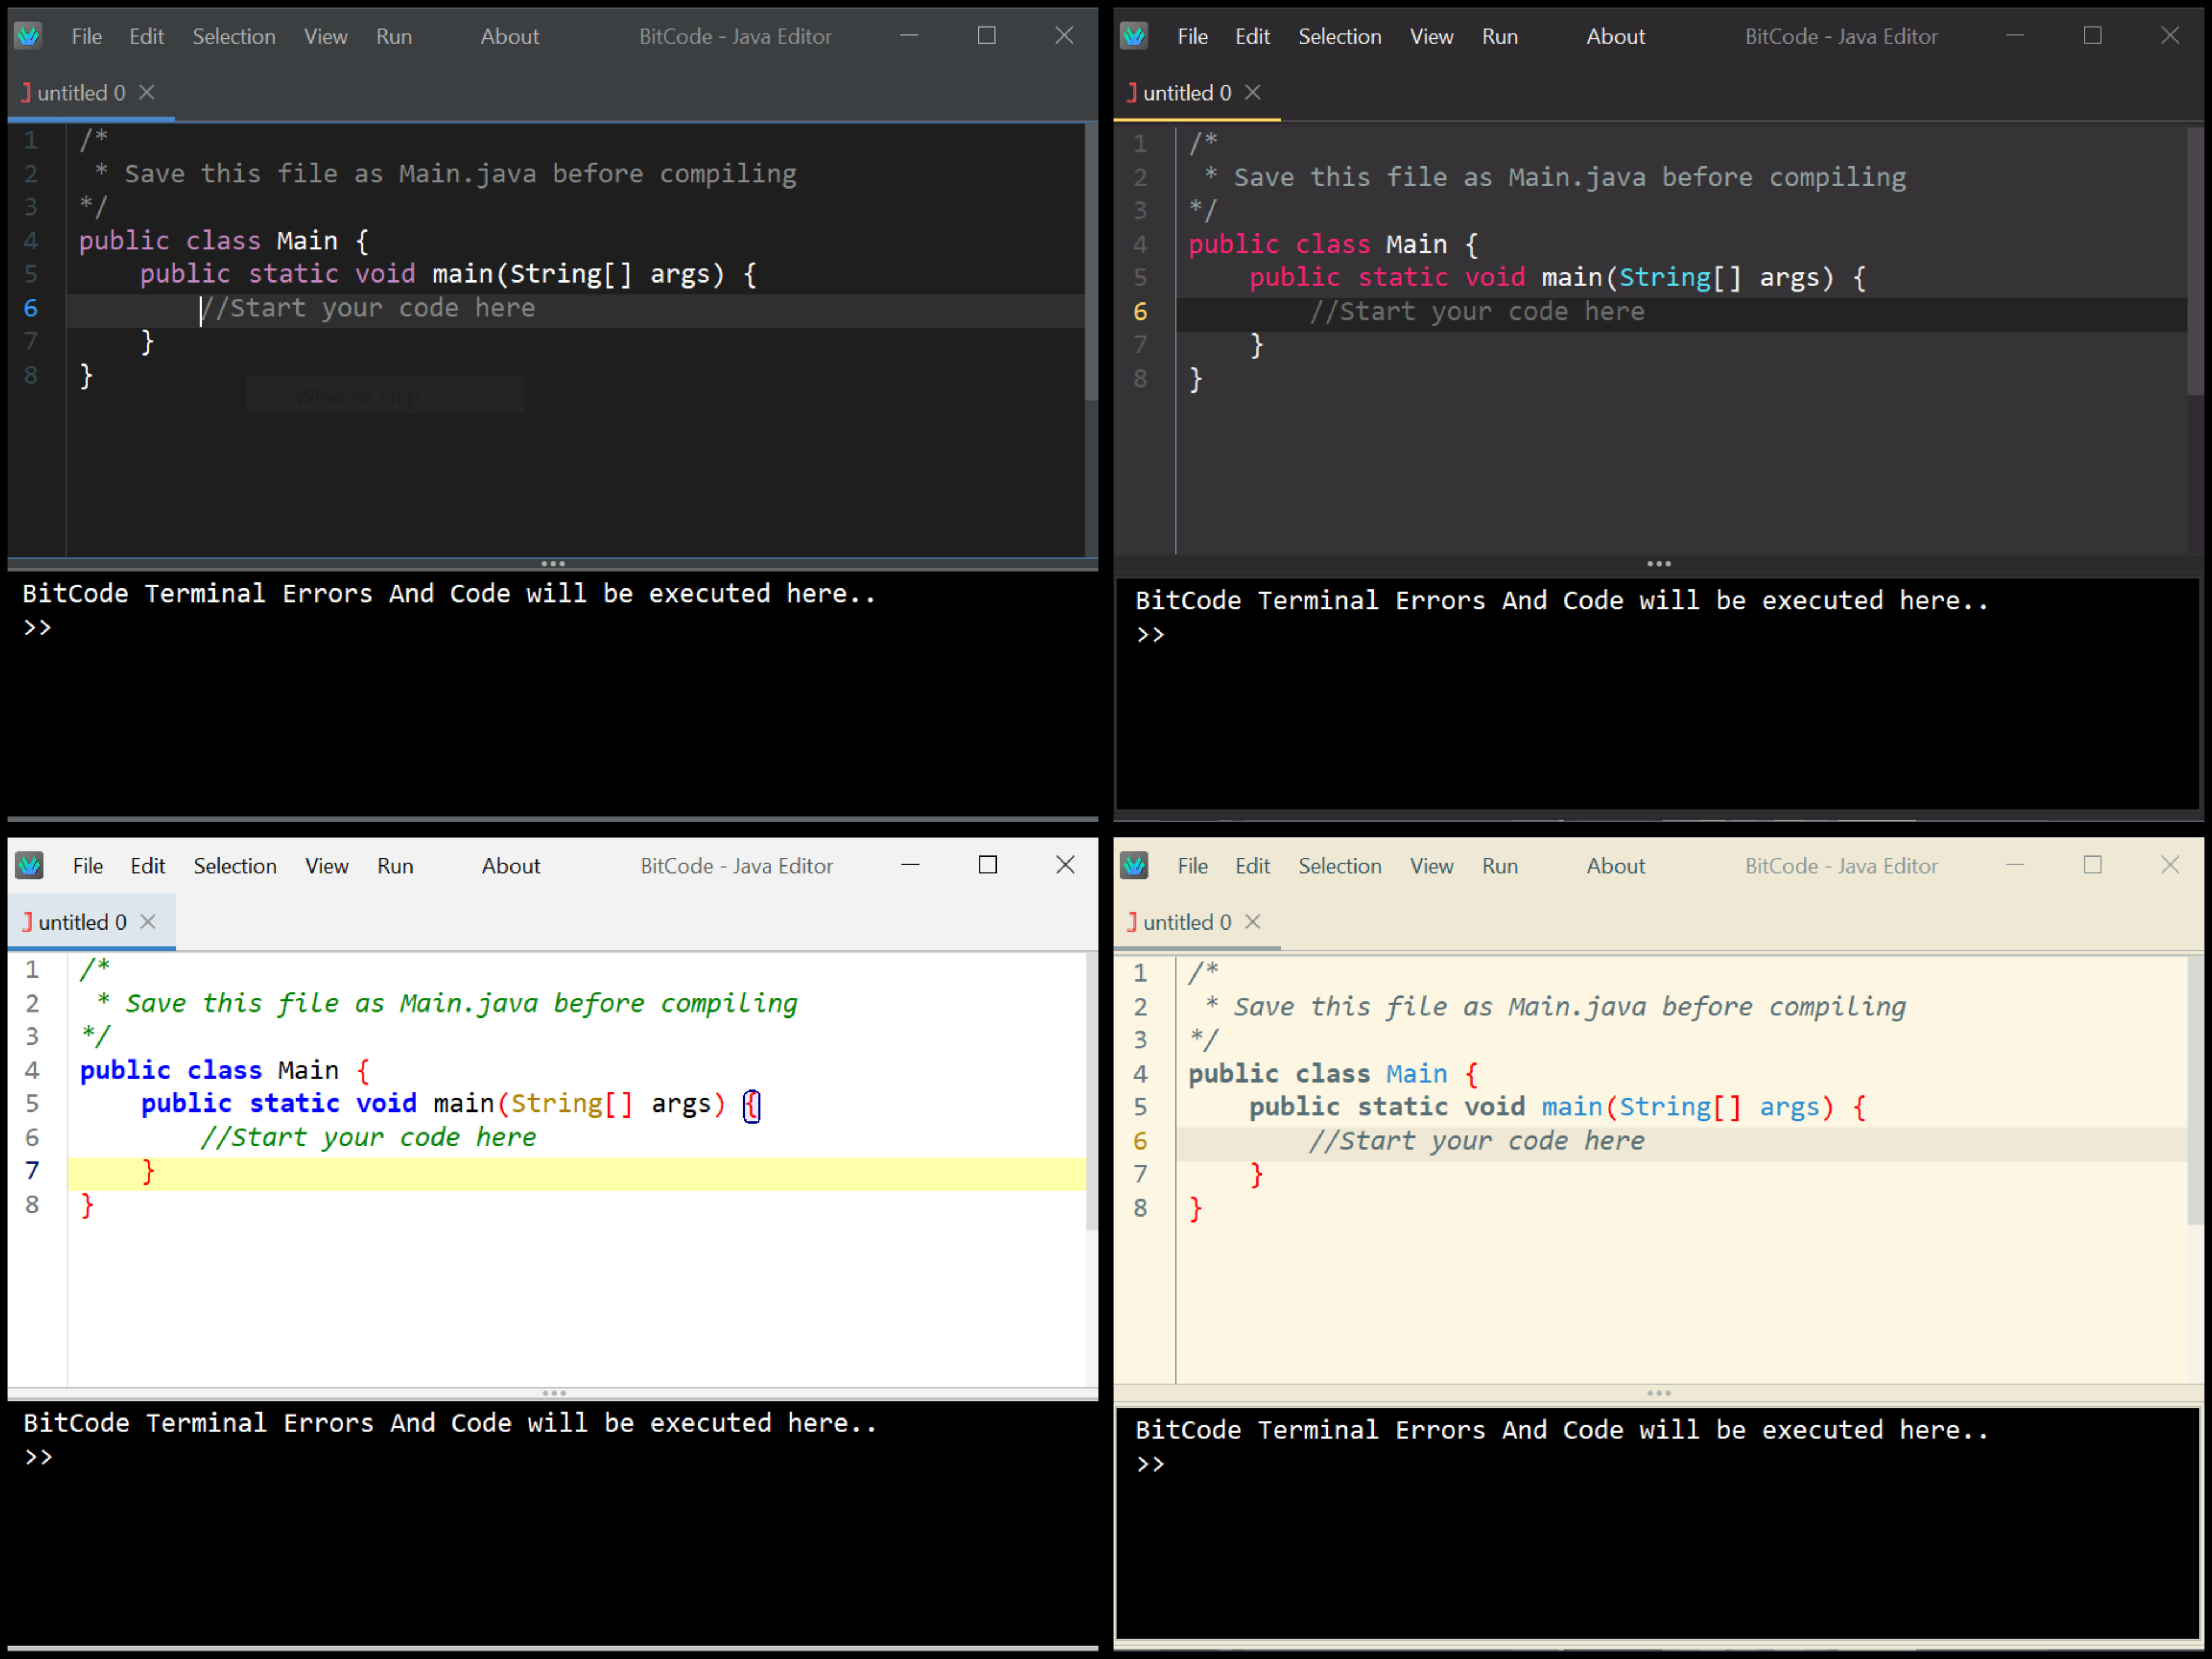 File Edit Selection View Run About BitCode - Java Editor
untitled 0
1 /*
2  * Save this file as Main.java before compiling
3 */
4 public class Main {
5     public static void main(String[] args) {
6         //Start your code here
7     }
8 }
Window Snip
BitCode Terminal Errors And Code will be executed here..
>>
File Edit Selection View Run About BitCode - Java Editor
untitled 0
1 /*
2  * Save this file as Main.java before compiling
3 */
4 public class Main {
5     public static void main(String[] args) {
6         //Start your code here
7     }
8 }
BitCode Terminal Errors And Code will be executed here..
>>
File Edit Selection View Run About BitCode - Java Editor
untitled 0
1 /*
2  * Save this file as Main.java before compiling
3 */
4 public class Main {
5     public static void main(String[] args) {
6         //Start your code here
7     }
8 }
BitCode Terminal Errors And Code will be executed here..
>>
File Edit Selection View Run About BitCode - Java Editor
untitled 0
1 /*
2  * Save this file as Main.java before compiling
3 */
4 public class Main {
5     public static void main(String[] args) {
6         //Start your code here
7     }
8 }
BitCode Terminal Errors And Code will be executed here..
>>